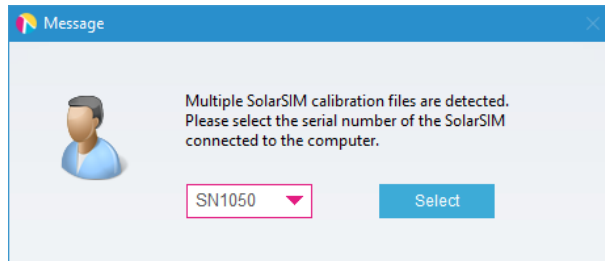 Message
Multiple SolarSIM calibration files are detected.
Please select the serial number of the SolarSIM
connected to the computer.
SN1050
Select